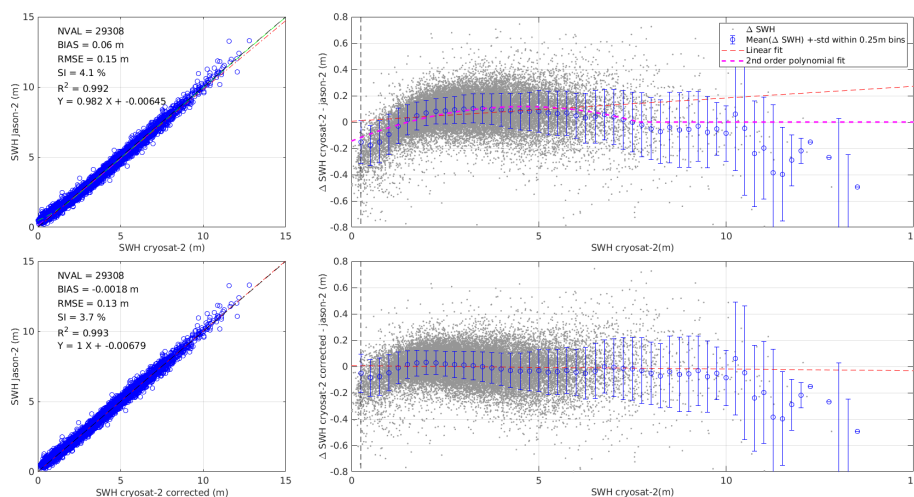 15
10
5
0
0
5
10
15
SWH Jason-2 (m)
SWH cryosat-2 (m)
NVAL = 29308
BIAS = 0.06 m
RMSE = 0.15 m
SI = 4.1 %
R² = 0.992
Y = 0.982 X + -0.00645
0.8
0.6
0.4
0.2
0
-0.2
-0.4
-0.6
-0.8
0
5
10
Δ SWH cryosat-2 - jason-2 (m)
SWH cryosat-2(m)
Δ SWH
Mean(Δ SWH) +-std within 0.25m bins
Linear fit
2nd order polynomial fit
15
10
5
0
0
5
10
15
SWH jason-2 (m)
SWH cryosat-2 corrected (m)
NVAL = 29308
BIAS = -0.0018 m
RMSE = 0.13 m
SI = 3.7 %
R² = 0.993
Y = 1 X + -0.00679
0.8
0.6
0.4
0.2
0
-0.2
-0.4
-0.6
-0.8
0
5
10
Δ SWH cryosat-2 corrected - jason-2 (m)
SWH cryosat-2(m)